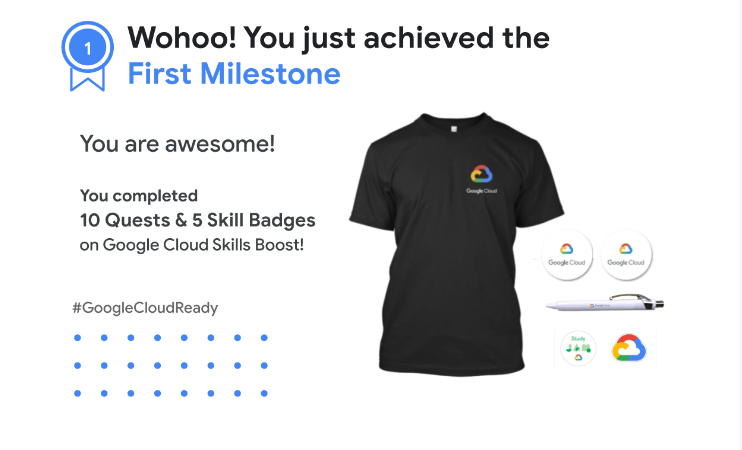 1
Wohoo! You just achieved the
First Milestone
You are awesome!
You completed
10 Quests & 5 Skill Badges
on Google Cloud Skills Boost!
#GoogleCloudReady
Google Cloud
Google Cloud
Google Cloud
Study